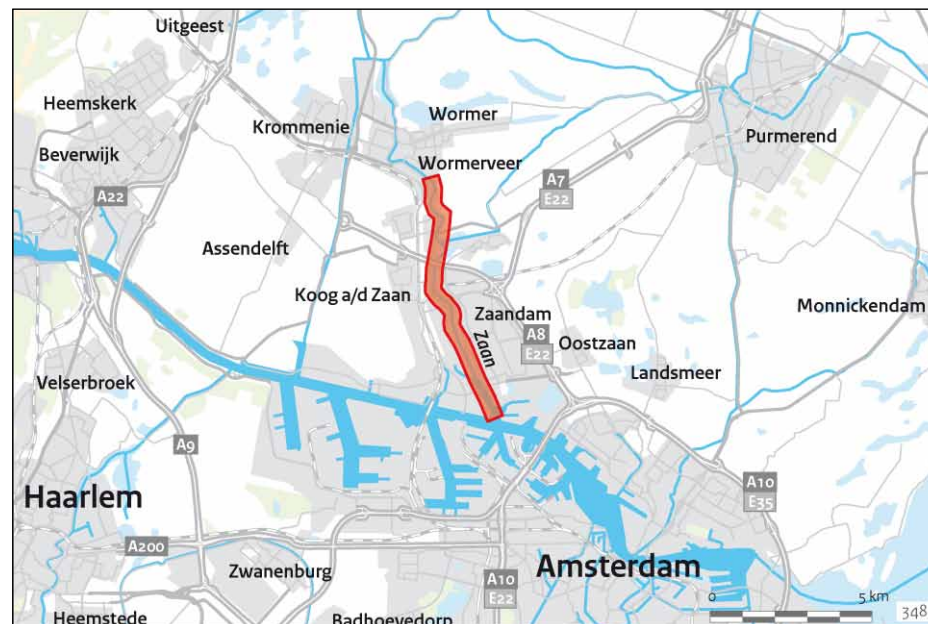 Uitgeest
Heemskerk
Wormer
Krommenie
Purmerend
Beverwijk
Wormerveer
A7
E22
A22
Assendelft
Koog a/d Zaan
Monnickendam
Zaandam
Zaan
A8
E22
Oostzaan
Landsmeer
Velserbroek
A9
A10
E35
Haarlem
A200
Amsterdam
Zwanenburg
A10
E22
0
5 km
Heemstede
Badhoevedorp
348